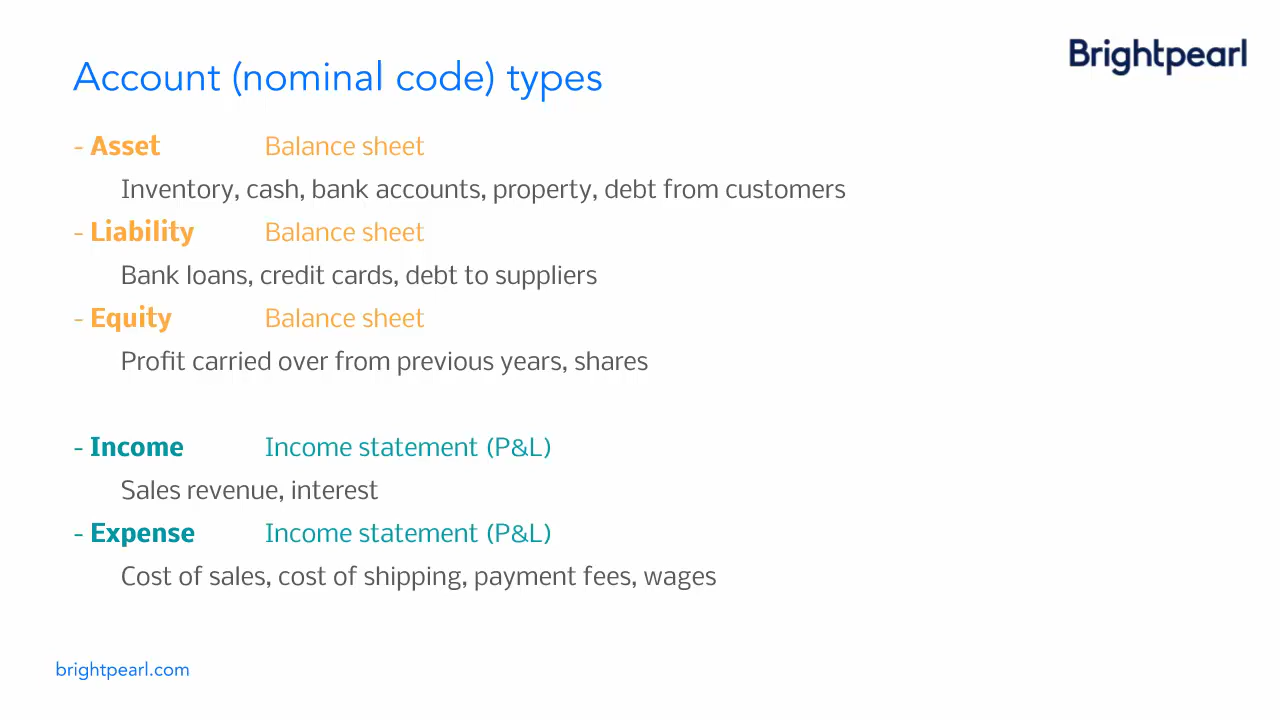 Brightpearl
Account (nominal code) types
- Asset Balance sheet
Inventory, cash, bank accounts, property, debt from customers
- Liability Balance sheet
Bank loans, credit cards, debt to suppliers
- Equity Balance sheet
Profit carried over from previous years, shares
- Income Income statement (P&L)
Sales revenue, interest
- Expense Income statement (P&L)
Cost of sales, cost of shipping, payment fees, wages
brightpearl.com